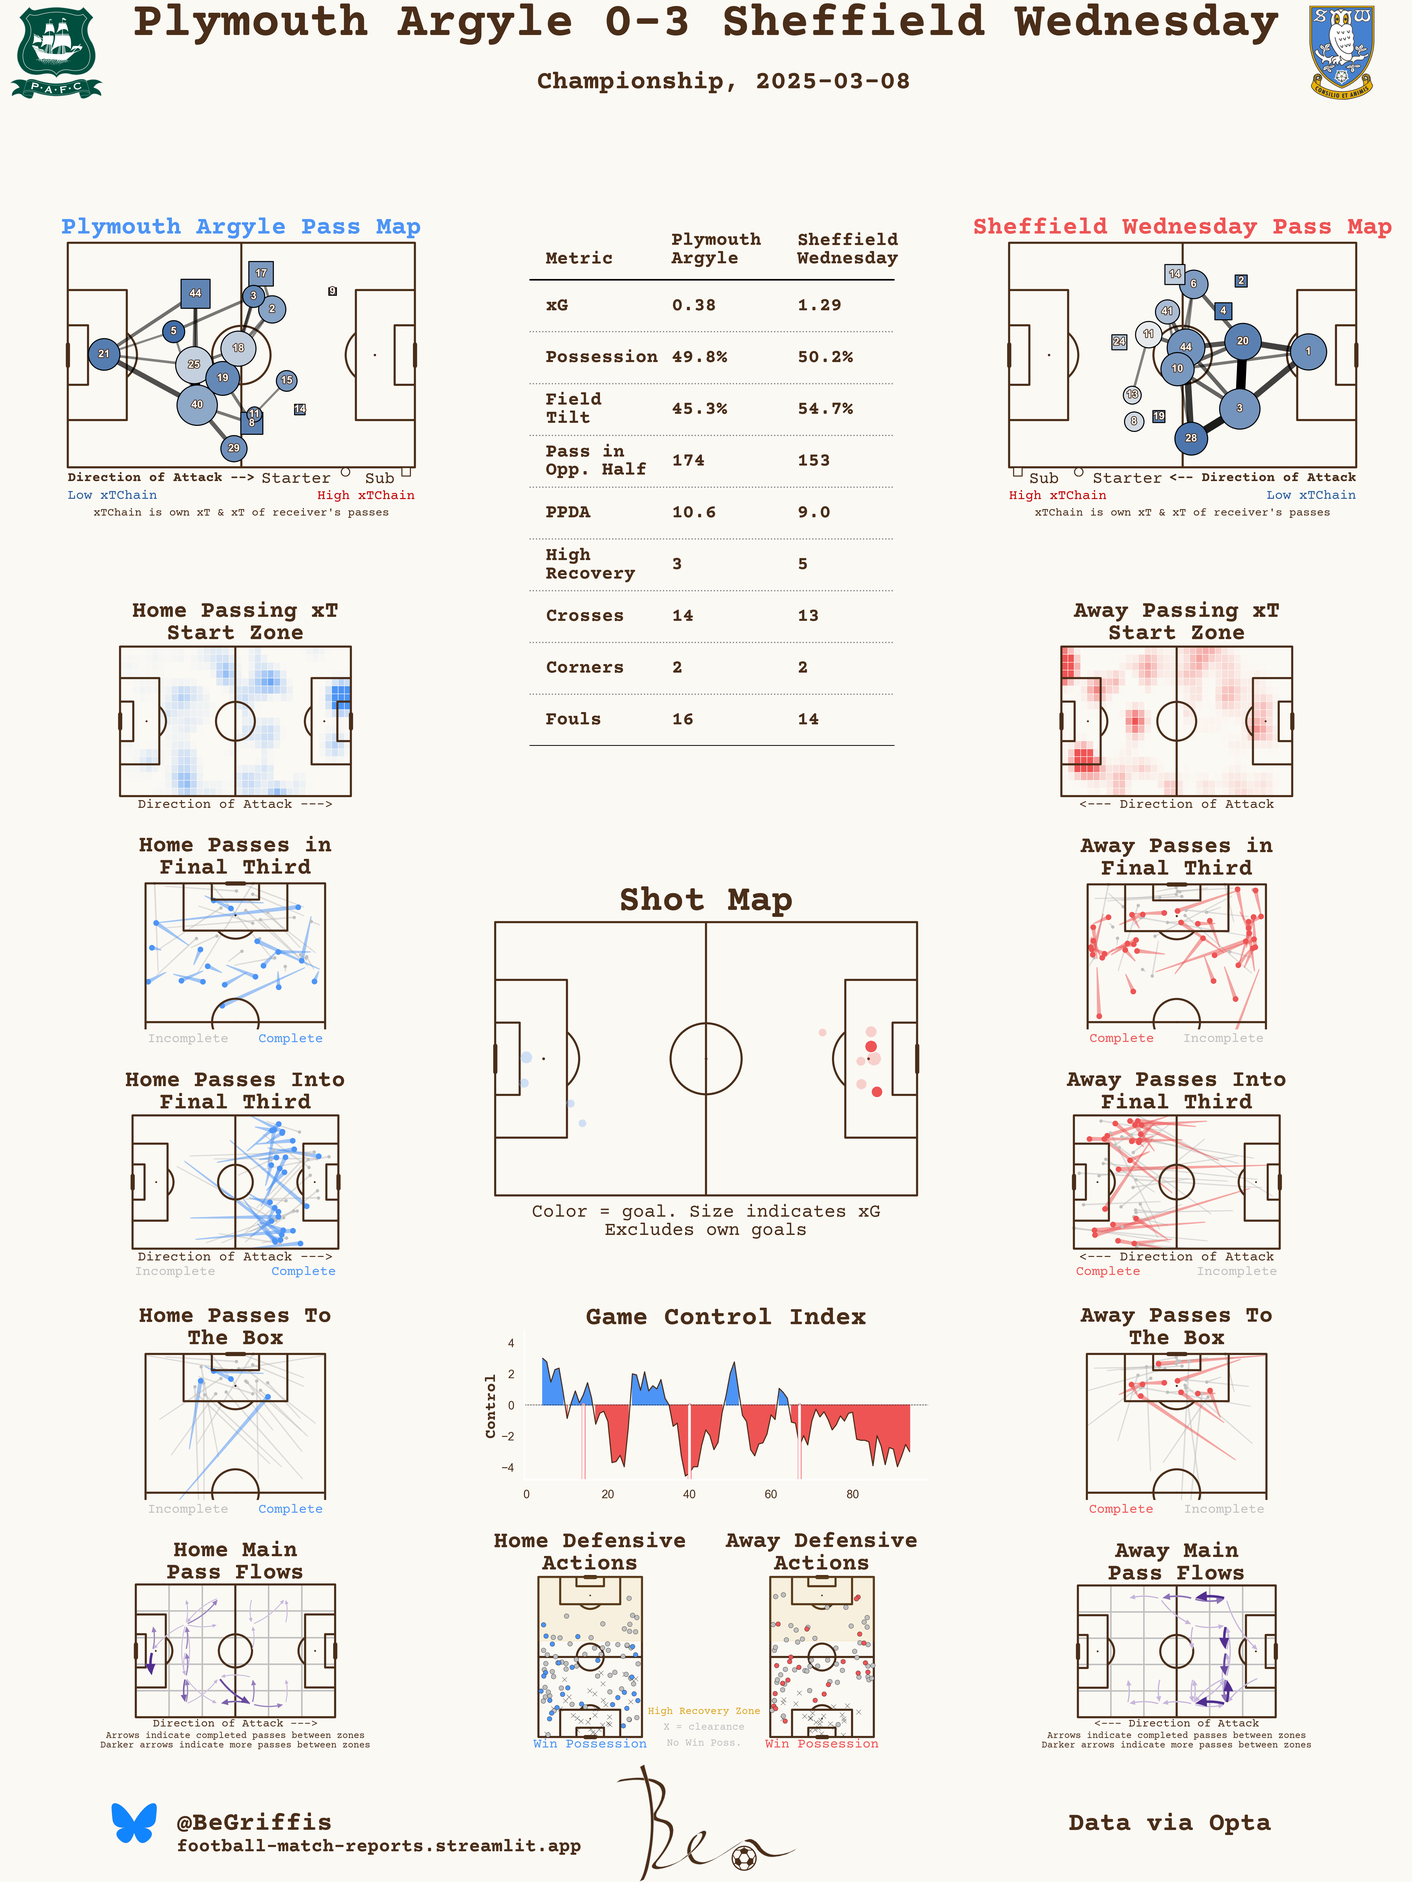 Plymouth Argyle 0-3 Sheffield Wednesday
Championship, 2025-03-08
P·A·F·C
S W
CONSILIO ET ANIMIS
Plymouth Argyle Pass Map
44
17
3
2
9
5
21
18
25
19
15
40
11
14
8
29
Direction of Attack --> Starter Sub
Low xTChain High xTChain
xTChain is own xT & xT of receiver's passes
Metric Plymouth Argyle Sheffield Wednesday
xG 0.38 1.29
Possession 49.8% 50.2%
Field Tilt 45.3% 54.7%
Pass in Opp. Half 174 153
PPDA 10.6 9.0
High Recovery 3 5
Crosses 14 13
Corners 2 2
Fouls 16 14
Sheffield Wednesday Pass Map
14
6
2
41
4
11
24
44
20
1
10
13
3
8
19
28
Sub Starter <-- Direction of Attack
High xTChain Low xTChain
xTChain is own xT & xT of receiver's passes
Home Passing xT
Start Zone
Direction of Attack --->
Away Passing xT
Start Zone
<--- Direction of Attack
Home Passes in
Final Third
Incomplete Complete
Away Passes in
Final Third
Complete Incomplete
Shot Map
Color = goal. Size indicates xG
Excludes own goals
Home Passes Into
Final Third
Direction of Attack --->
Incomplete Complete
Away Passes Into
Final Third
<--- Direction of Attack
Complete Incomplete
Home Passes To
The Box
Incomplete Complete
Game Control Index
Control
4
2
0
−2
−4
0 20 40 60 80
Away Passes To
The Box
Complete Incomplete
Home Main
Pass Flows
Direction of Attack --->
Arrows indicate completed passes between zones
Darker arrows indicate more passes between zones
Home Defensive
Actions
Win Possession
High Recovery Zone
X = clearance
No Win Poss.
Away Defensive
Actions
Win Possession
Away Main
Pass Flows
<--- Direction of Attack
Arrows indicate completed passes between zones
Darker arrows indicate more passes between zones
@BeGriffis
football-match-reports.streamlit.app
Ben
Data via Opta